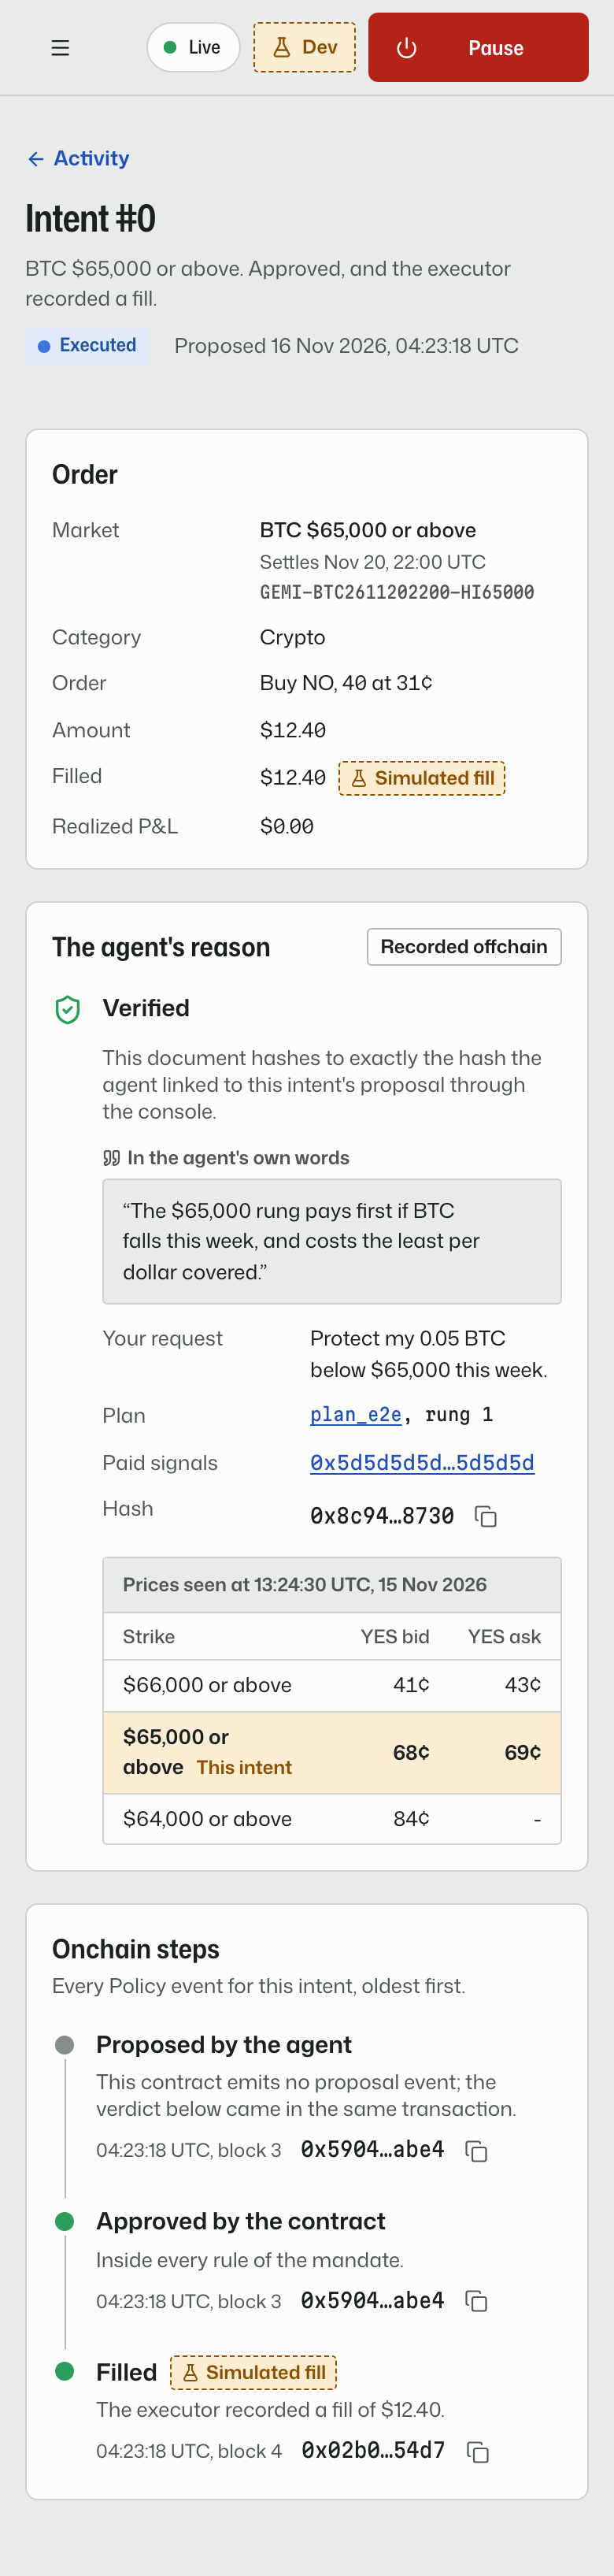 Live
Dev
Pause
Activity
Intent #0
BTC $65,000 or above. Approved, and the executor
recorded a fill.
Executed
Proposed 16 Nov 2026, 04:23:18 UTC
Order
Market
BTC $65,000 or above
Settles Nov 20, 22:00 UTC
GEMI-BTC2611202200-HI65000
Category
Crypto
Order
Buy NO, 40 at 31¢
Amount
$12.40
Filled
$12.40
Simulated fill
Realized P&L
$0.00
The agent's reason
Recorded offchain
Verified
This document hashes to exactly the hash the
agent linked to this intent's proposal through
the console.
In the agent's own words
“The $65,000 rung pays first if BTC
falls this week, and costs the least per
dollar covered.”
Your request
Protect my 0.05 BTC
below $65,000 this week.
Plan
plan_e2e, rung 1
Paid signals
0x5d5d5d5d…5d5d5d
Hash
0x8c94…8730
Prices seen at 13:24:30 UTC, 15 Nov 2026
Strike YES bid YES ask
$66,000 or above 41¢ 43¢
$65,000 or
above This intent 68¢ 69¢
$64,000 or above 84¢ -
Onchain steps
Every Policy event for this intent, oldest first.
Proposed by the agent
This contract emits no proposal event; the
verdict below came in the same transaction.
04:23:18 UTC, block 3 0x5904…abe4
Approved by the contract
Inside every rule of the mandate.
04:23:18 UTC, block 3 0x5904…abe4
Filled Simulated fill
The executor recorded a fill of $12.40.
04:23:18 UTC, block 4 0x02b0…54d7